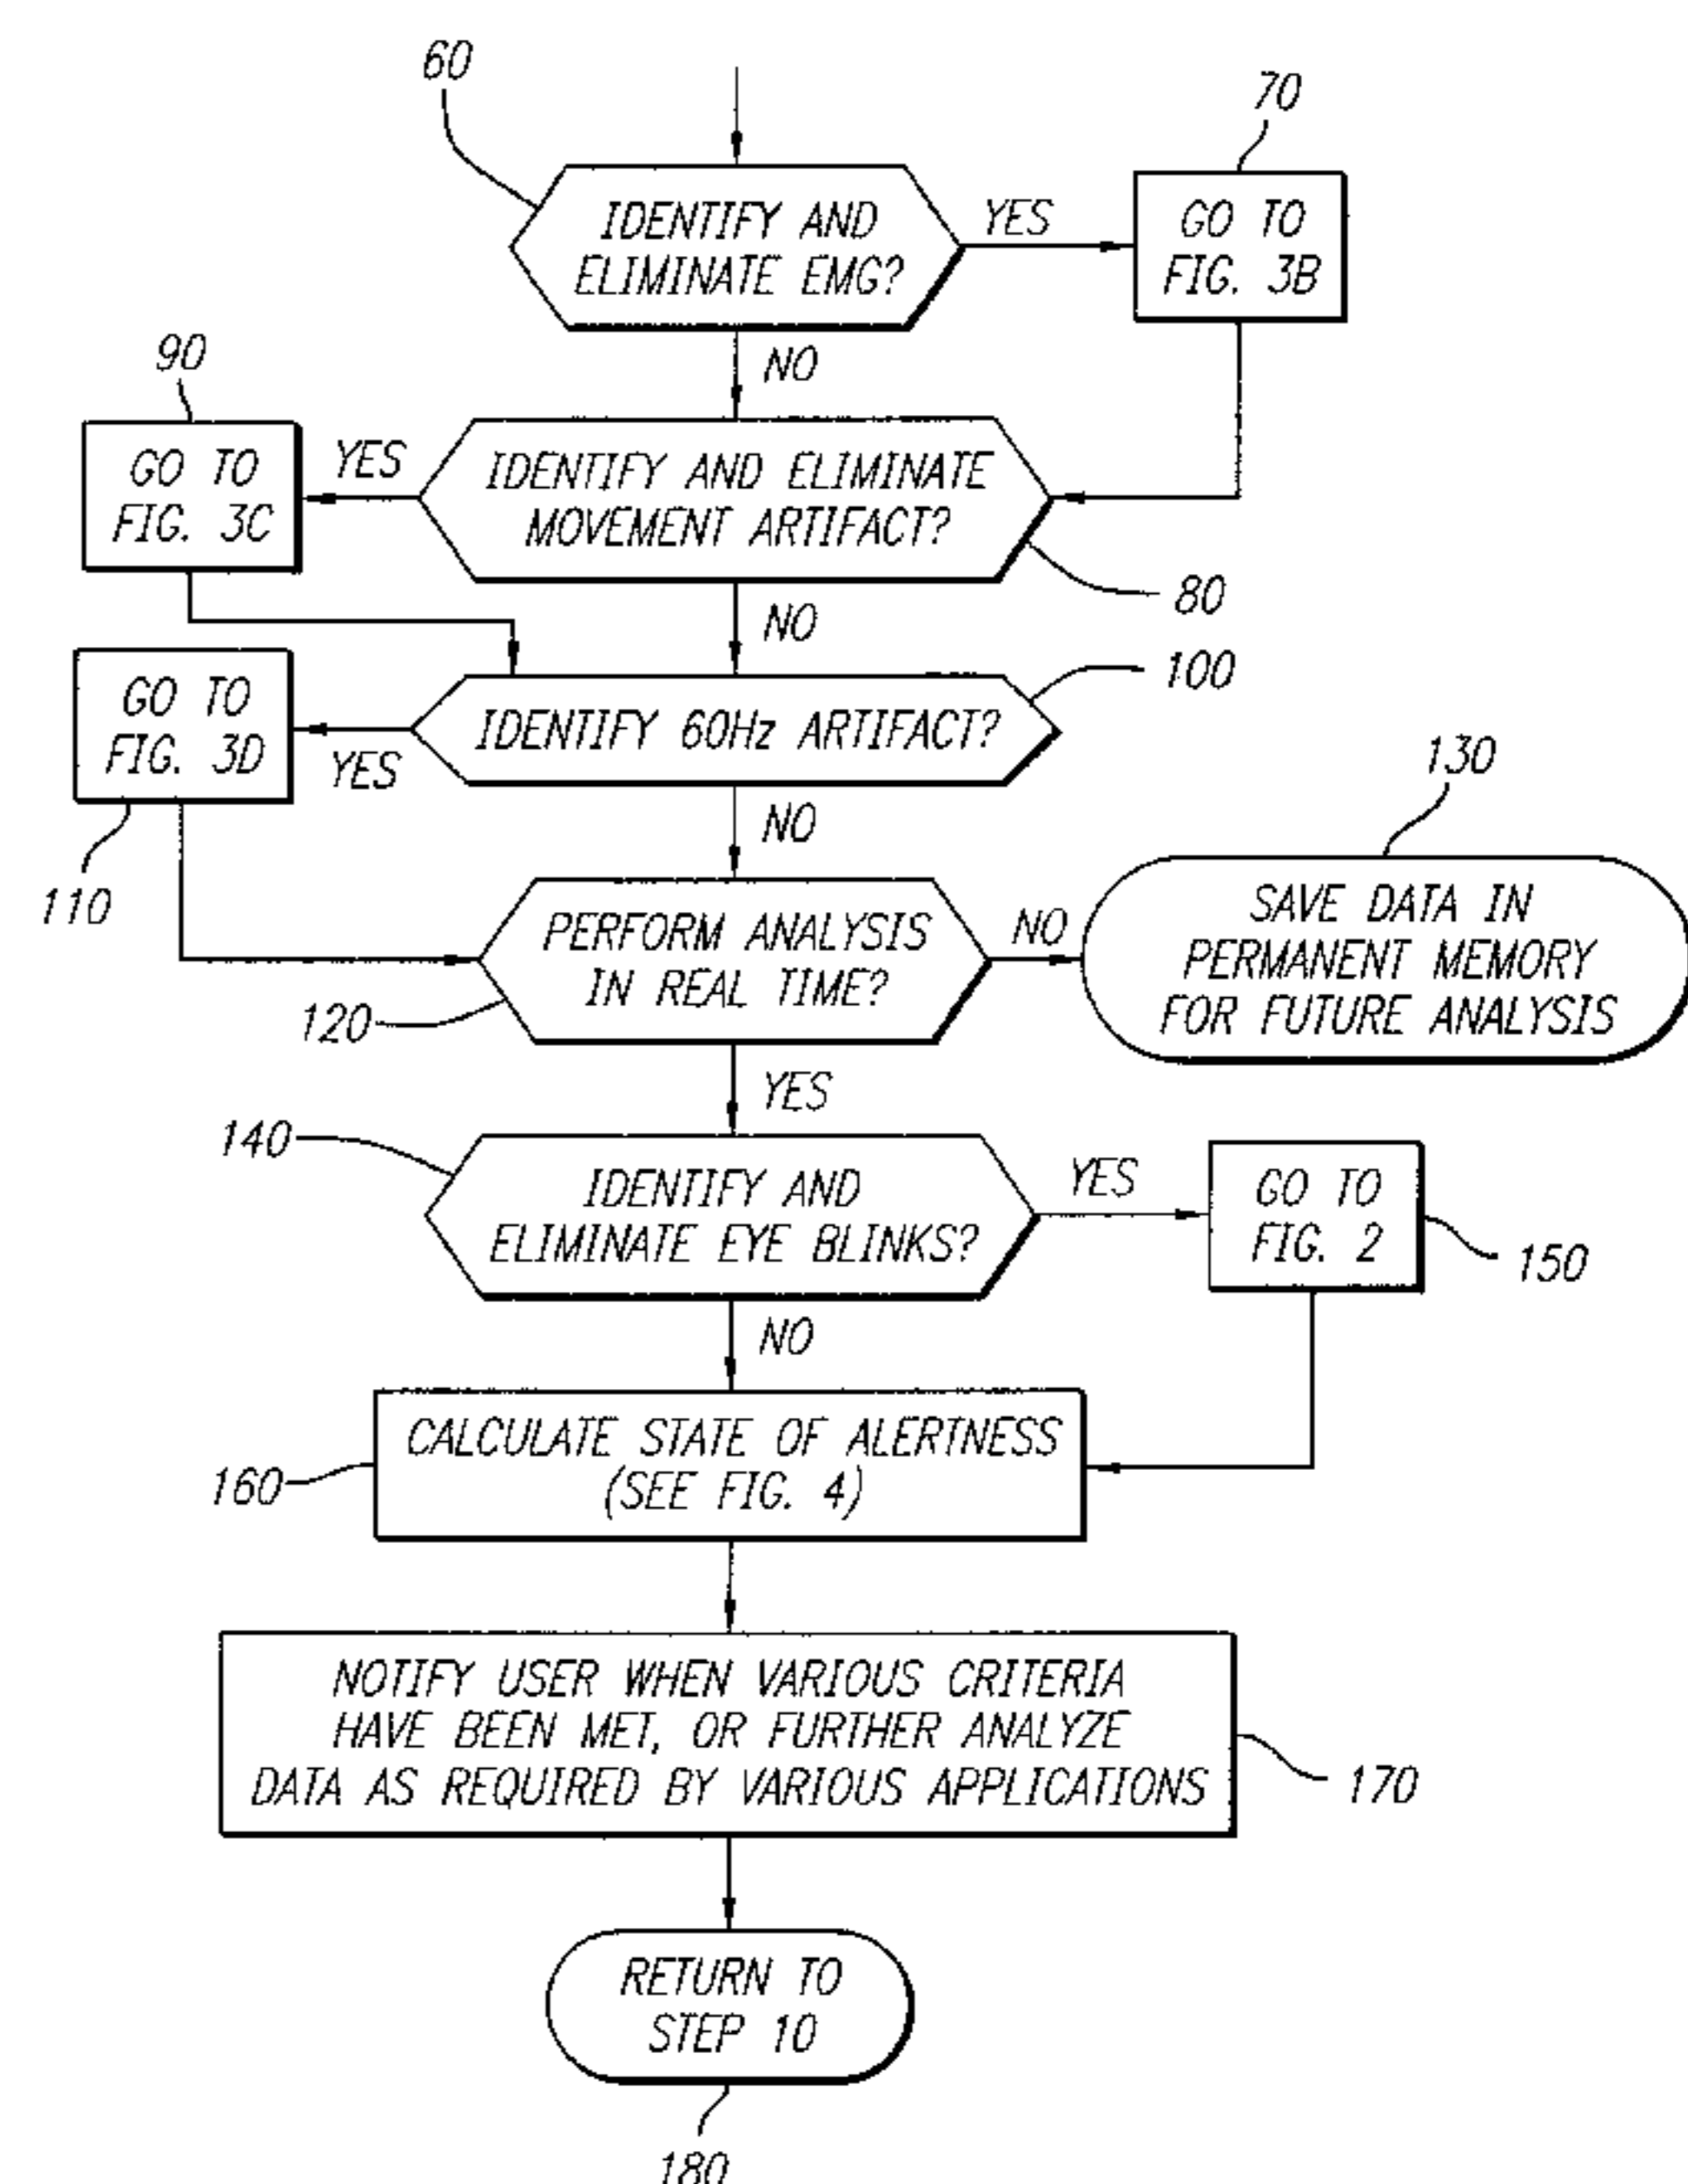 60
70
IDENTIFY AND
ELIMINATE EMG?
YES
GO TO
FIG. 3B
NO
90
GO TO
FIG. 3C
YES
IDENTIFY AND ELIMINATE
MOVEMENT ARTIFACT?
80
NO
100
GO TO
FIG. 3D
YES
IDENTIFY 60Hz ARTIFACT?
110
NO
130
PERFORM ANALYSIS
IN REAL TIME?
NO
SAVE DATA IN
PERMANENT MEMORY
FOR FUTURE ANALYSIS
120
YES
140
IDENTIFY AND
ELIMINATE EYE BLINKS?
YES
GO TO
FIG. 2
150
NO
CALCULATE STATE OF ALERTNESS
(SEE FIG. 4)
160
NOTIFY USER WHEN VARIOUS CRITERIA
HAVE BEEN MET, OR FURTHER ANALYZE
DATA AS REQUIRED BY VARIOUS APPLICATIONS
170
RETURN TO
STEP 10
180